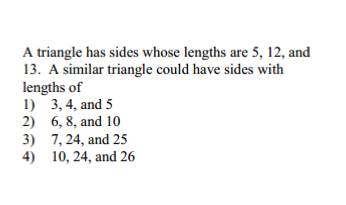 A triangle has sides whose lengths are 5, 12, and
13.  A similar triangle could have sides with
lengths of
1)  3, 4, and 5
2)  6, 8, and 10
3)  7, 24, and 25
4)  10, 24, and 26